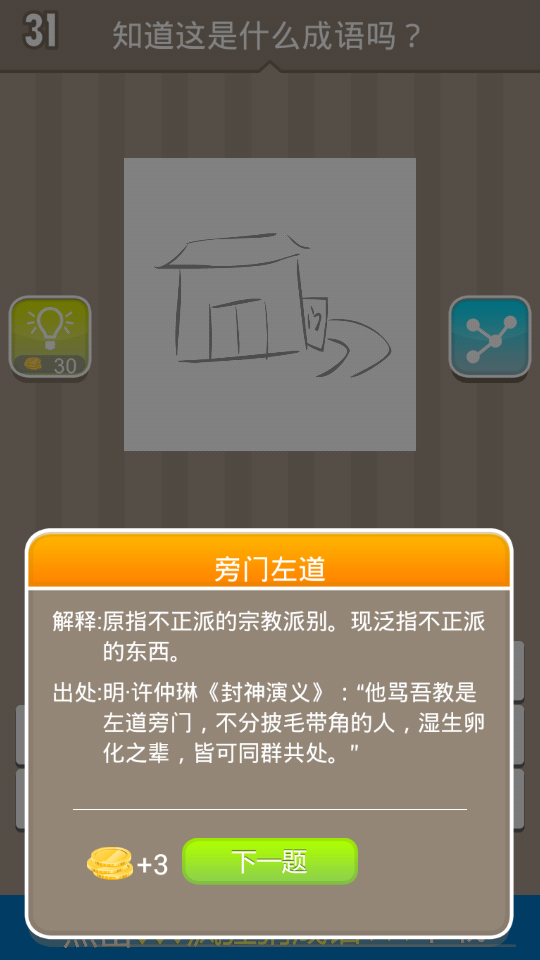 31
知道这是什么成语吗？
门
30
旁门左道
解释:原指不正派的宗教派别。现泛指不正派
的东西。
出处:明·许仲琳《封神演义》：“他骂吾教是
左道旁门，不分披毛带角的人，湿生卵
化之辈，皆可同群共处。”
+3
下一题